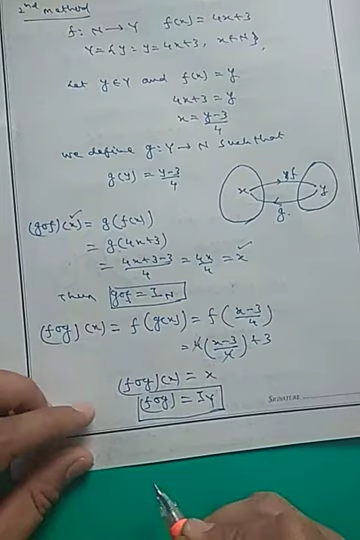 2nd method
f: N → Y f(x) = 4x+3
Y = {y: y = 4x+3, x ∈ N},
Let y ∈ Y and f(x) = y
4x+3 = y
x = (y-3)/4
we define g: Y → N such that
g(y) = (y-3)/4
x f y
g.
(gof)(x) = g(f(x))
= g(4x+3)
= (4x+3-3)/4 = 4x/4 = x
Then gof = I_N
(fog)(x) = f(g(x)) = f((x-3)/4)
= 4((x-3)/4) + 3
(fog)(x) = x
(fog) = I_Y
SIGNATURE